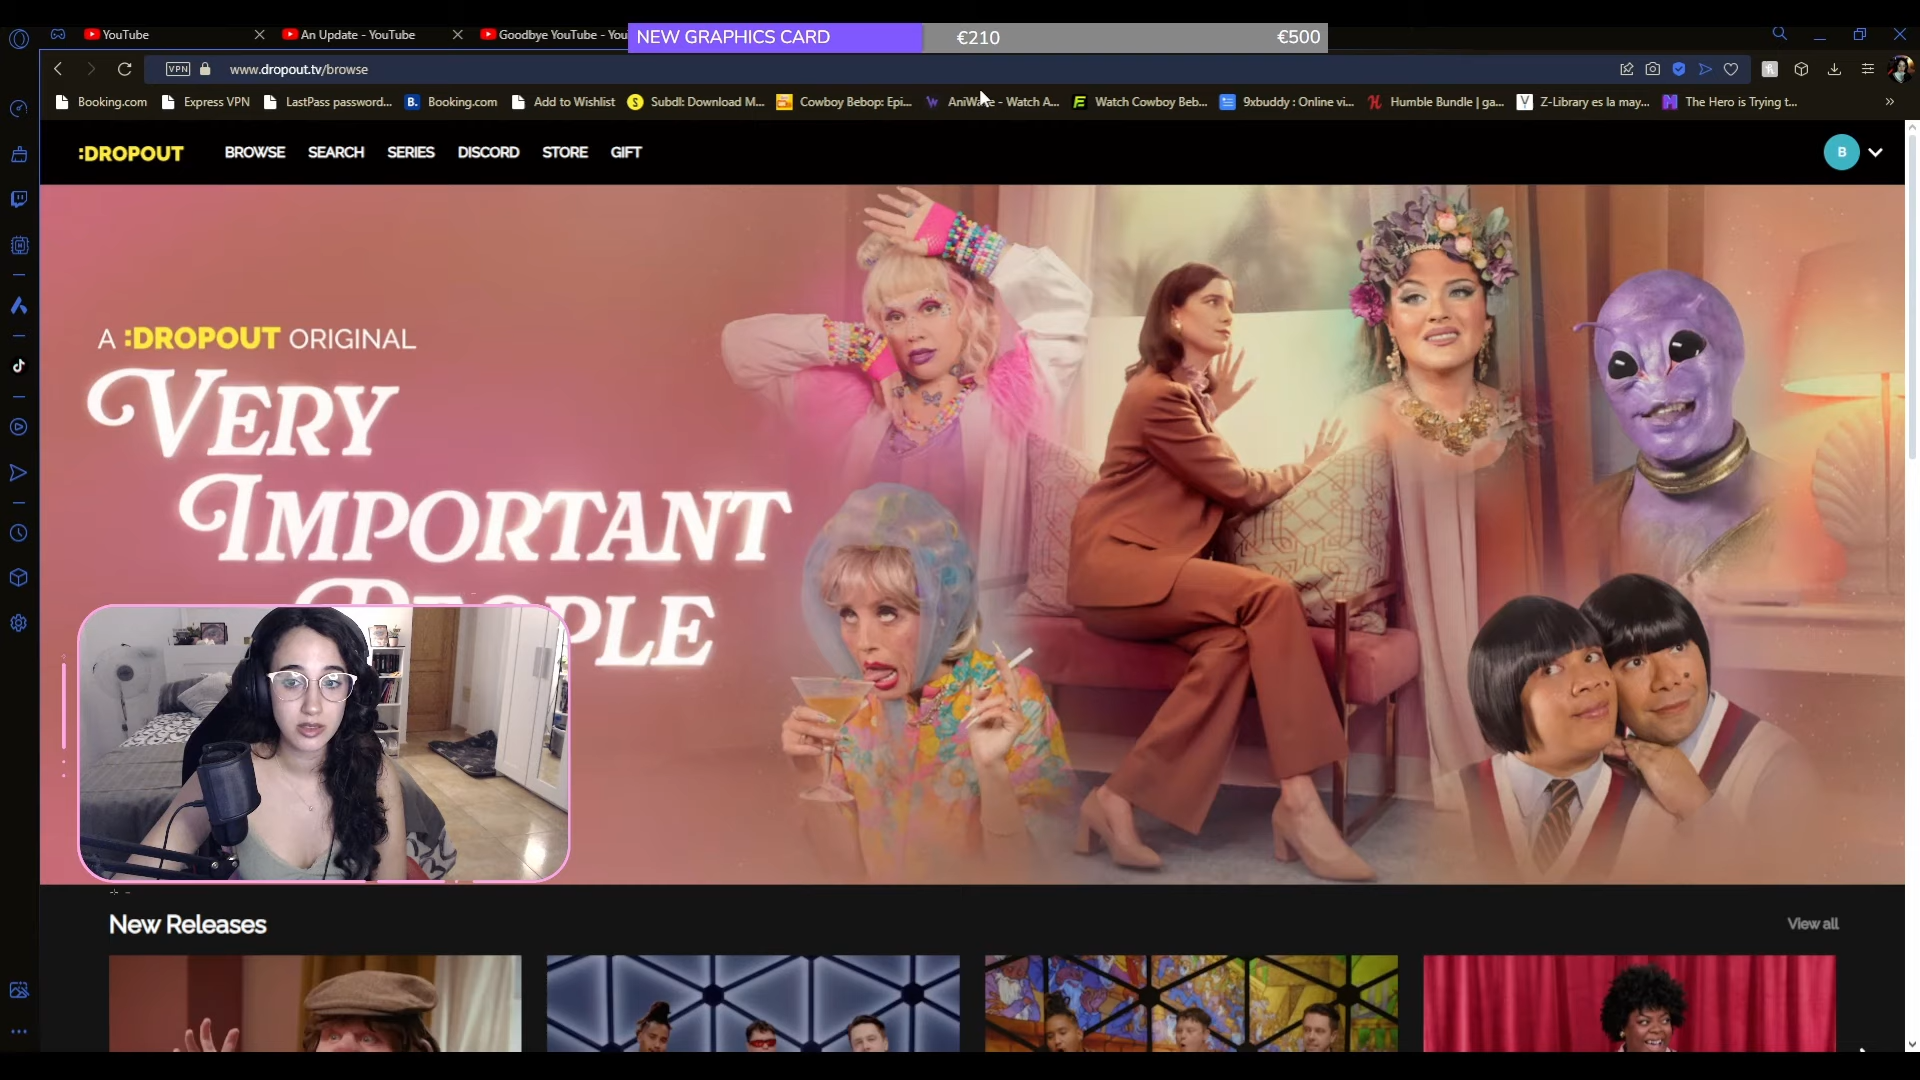 YouTube
An Update - YouTube
Goodbye YouTube - You
NEW GRAPHICS CARD
€210
€500
VPN
www.dropout.tv/browse
Booking.com
Express VPN
LastPass password...
B.
Booking.com
Add to Wishlist
Subdl: Download M...
Cowboy Bebop: Epi...
Watch Cowboy Beb...
9xbuddy : Online vi...
Humble Bundle | ga...
Z-Library es la may...
The Hero is Trying t...
:DROPOUT
BROWSE
SEARCH
SERIES
DISCORD
STORE
GIFT
B
A :DROPOUT ORIGINAL
VERY
IMPORTANT
New Releases
View all